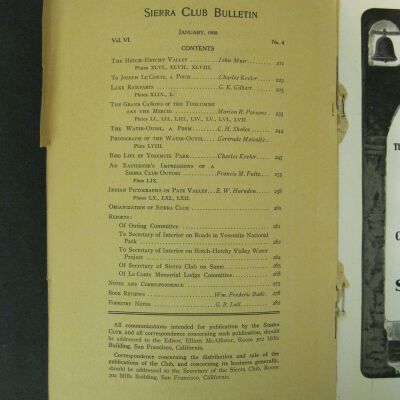 SIERRA CLUB BULLETIN
JANUARY, 1908
Vol. VI. No. 4
CONTENTS
THE HETCH-HETCHY VALLEY John Muir 211
Plates XLVI., XLVII., XLVIII.
TO JOSEPH LE CONTE, A POEM Charles Keeler 223
LAKE RAMPARTS G. K. Gilbert 225
Plates XLIX., L.
THE GRAND CAÑONS OF THE TUOLUMNE
AND THE MERCED Marion R. Parsons
Plates LI., LII., LIII., LIV., LV., LVI., LVII.
THE WATER-OUZEL, A POEM C. H. Sholes 244
PHOTOGRAPH OF THE WATER-OUZEL Gertrude Metcalfe
Plate LVIII.
BIRD LIFE OF YOSEMITE PARK Charles Keeler 245
AN EASTERNER'S IMPRESSIONS OF A
SIERRA CLUB OUTING Francis M. Fultz
Plate LIX.
INDIAN PICTOGRAPHS IN PATE VALLEY E. W. Harnden 258
Plates LX., LXI., LXII.
ORGANIZATION OF SIERRA CLUB 260
REPORTS:
Of Outing Committee 261
To Secretary of Interior on Roads in Yosemite National
Park 262
To Secretary of Interior on Hetch-Hetchy Valley Water
Project 264
Of Secretary of Sierra Club on Same
Of Le Conte Memorial Lodge Committee 268
NOTES AND CORRESPONDENCE 273
BOOK REVIEWS Wm. Frederic Badè 278
FORESTRY NOTES G. B. Lull 282
All communications intended for publication by the SIERRA
CLUB, and all correspondence concerning such publication, should
be addressed to the Editor, Elliott McAllister, Room 302 Mills
Building, San Francisco, California.
Correspondence concerning the distribution and sale of the
publications of the Club, and concerning its business generally,
should be addressed to the Secretary of the Sierra Club, Room
302 Mills Building, San Francisco, California.